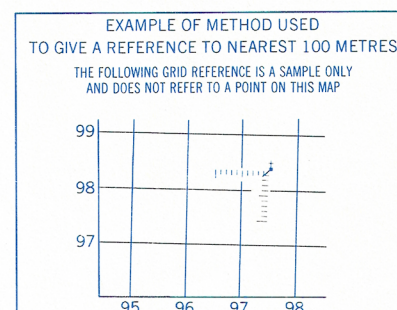 EXAMPLE OF METHOD USED
TO GIVE A REFERENCE TO NEAREST 100 METRES
THE FOLLOWING GRID REFERENCE IS A SAMPLE ONLY
AND DOES NOT REFER TO A POINT ON THIS MAP
99
98
97
95 96 97 98